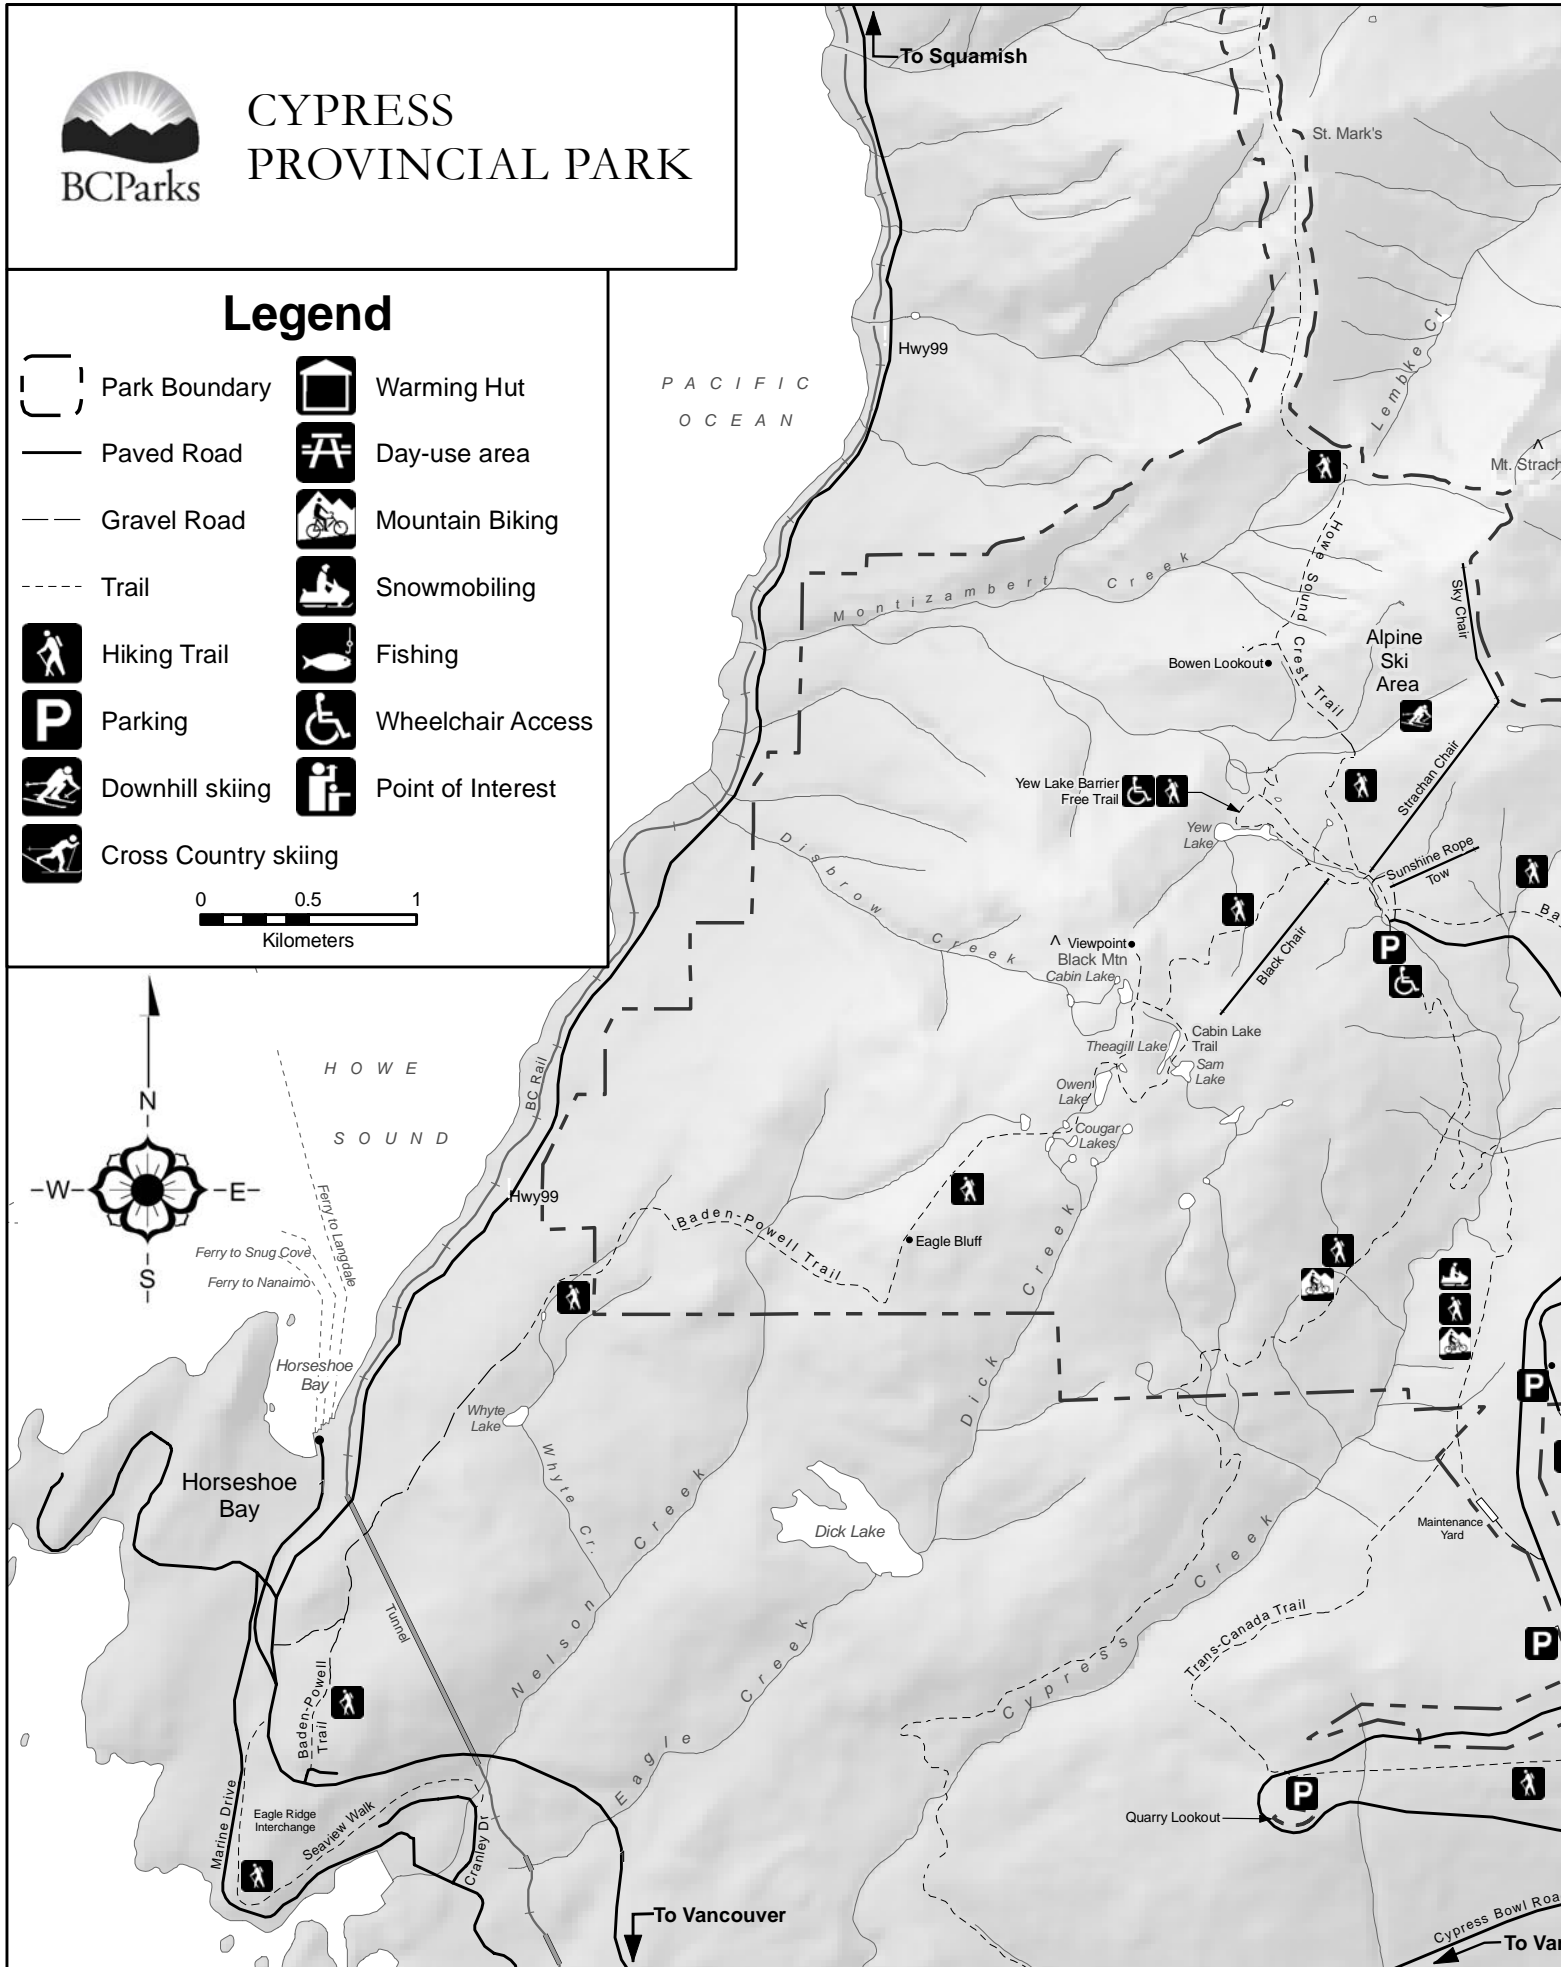 BCParks
CYPRESS
PROVINCIAL PARK
Legend
Park Boundary
Paved Road
Gravel Road
Trail
Hiking Trail
P
Parking
Downhill skiing
Cross Country skiing
Warming Hut
Day-use area
Mountain Biking
Snowmobiling
Fishing
Wheelchair Access
Point of Interest
0 0.5 1
Kilometers
To Squamish
St. Mark's
Hwy99
PACIFIC
OCEAN
Lembke Cr.
Mt. Strach
Howe Sound Crest Trail
Montizambert Creek
Sky Chair
Alpine
Ski
Area
Bowen Lookout
Strachan Chair
Yew Lake Barrier
Free Trail
Yew
Lake
Sunshine Rope
Tow
Disbrow Creek
Ba
Black Chair
P
Viewpoint
Black Mtn
Cabin Lake
Cabin Lake
Trail
Theagill Lake
Sam
Lake
Owen
Lake
Cougar
Lakes
HOWE
SOUND
BC Rail
N
W
E
S
Hwy99
Ferry to Langdale
Ferry to Snug Cove
Ferry to Nanaimo
Baden-Powell Trail
Eagle Bluff
Dick Creek
Horseshoe
Bay
Whyte
Lake
Whyte Cr.
P
Horseshoe
Bay
Dick Lake
Maintenance
Yard
Nelson Creek
Eagle Creek
Cypress Creek
Trans-Canada Trail
Tunnel
P
Baden-Powell
Trail
Marine Drive
Eagle Ridge
Interchange
Seaview Walk
Cranley Dr
P
Quarry Lookout
To Vancouver
Cypress Bowl Roa
To Van